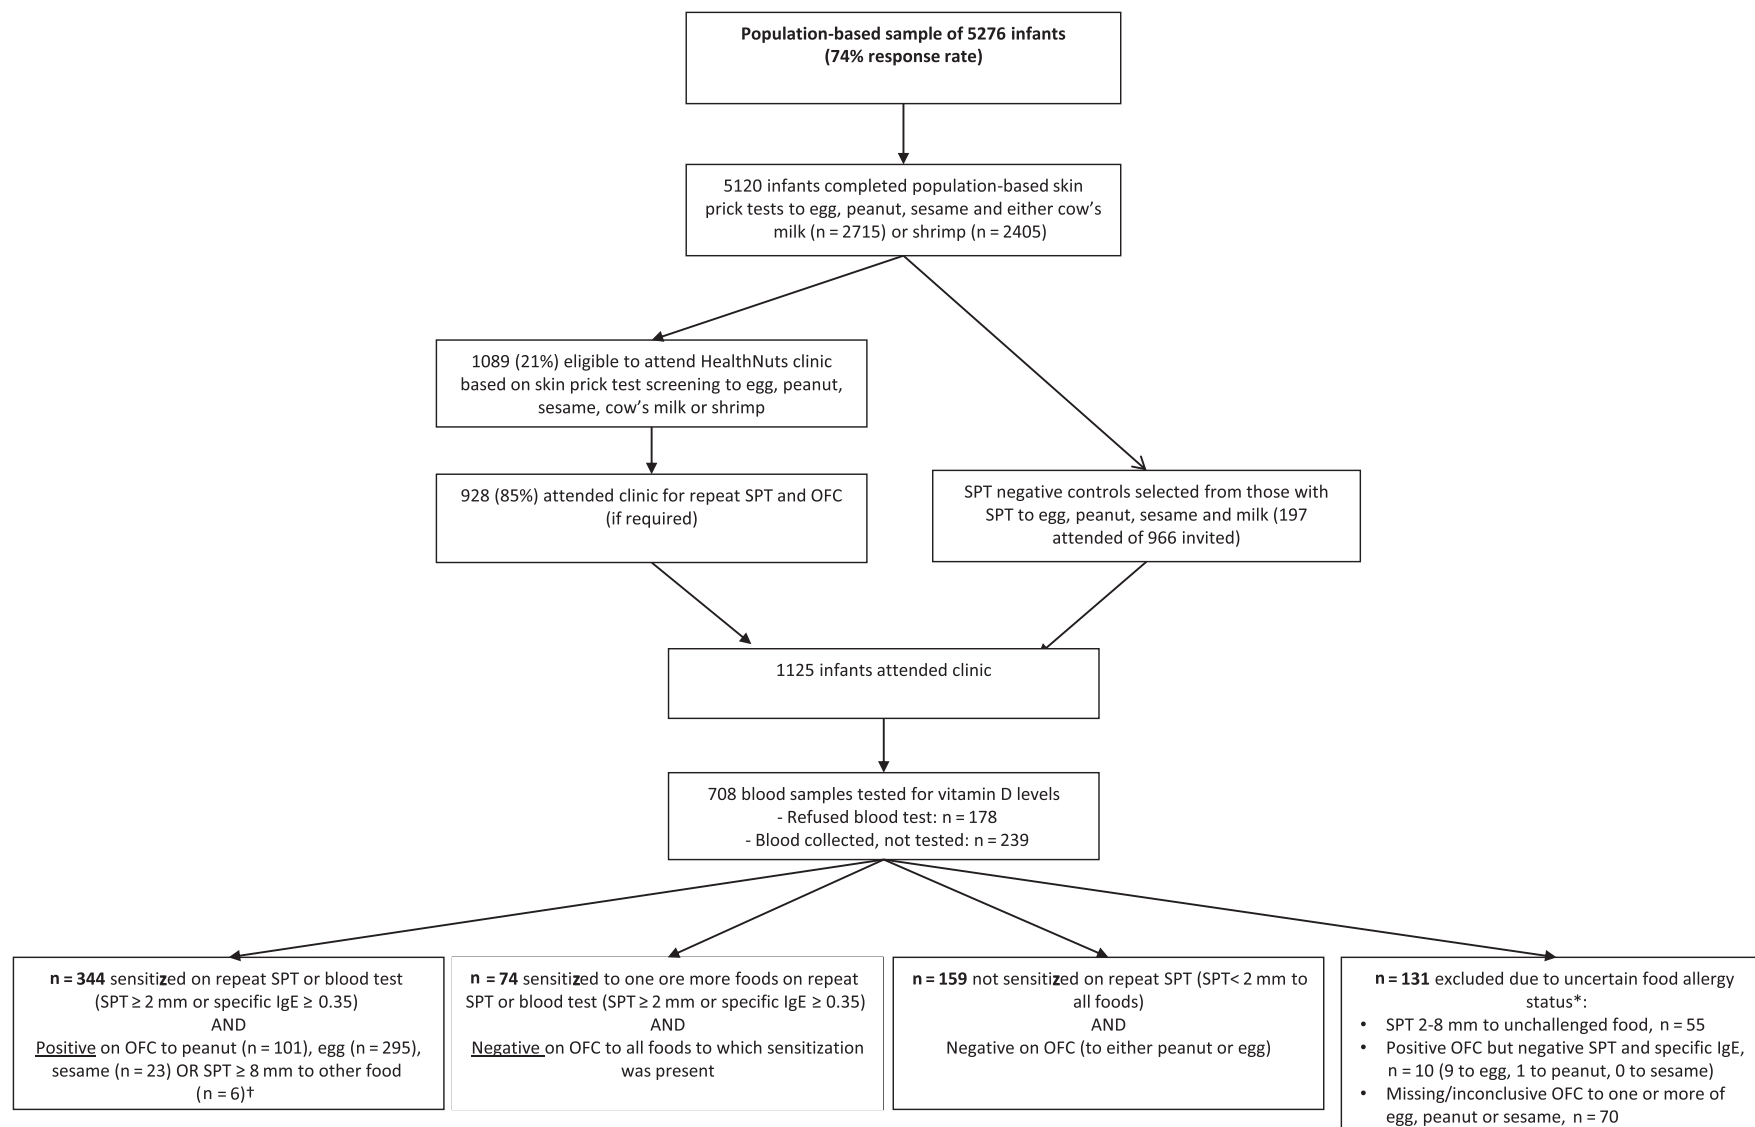 Population-based sample of 5276 infants
(74% response rate)
5120 infants completed population-based skin
prick tests to egg, peanut, sesame and either cow’s
milk (n = 2715) or shrimp (n = 2405)
1089 (21%) eligible to attend HealthNuts clinic
based on skin prick test screening to egg, peanut,
sesame, cow’s milk or shrimp
928 (85%) attended clinic for repeat SPT and OFC
(if required)
SPT negative controls selected from those with
SPT to egg, peanut, sesame and milk (197
attended of 966 invited)
1125 infants attended clinic
708 blood samples tested for vitamin D levels
- Refused blood test: n = 178
- Blood collected, not tested: n = 239
n = 344 sensitized on repeat SPT or blood test
(SPT ≥ 2 mm or specific IgE ≥ 0.35)
AND
Positive on OFC to peanut (n = 101), egg (n = 295),
sesame (n = 23) OR SPT ≥ 8 mm to other food
(n = 6)†
n = 74 sensitized to one ore more foods on repeat
SPT or blood test (SPT ≥ 2 mm or specific IgE ≥ 0.35)
AND
Negative on OFC to all foods to which sensitization
was present
n = 159 not sensitized on repeat SPT (SPT< 2 mm to
all foods)
AND
Negative on OFC (to either peanut or egg)
n = 131 excluded due to uncertain food allergy
status*:
• SPT 2-8 mm to unchallenged food, n = 55
• Positive OFC but negative SPT and specific IgE,
n = 10 (9 to egg, 1 to peanut, 0 to sesame)
• Missing/inconclusive OFC to one or more of
egg, peanut or sesame, n = 70